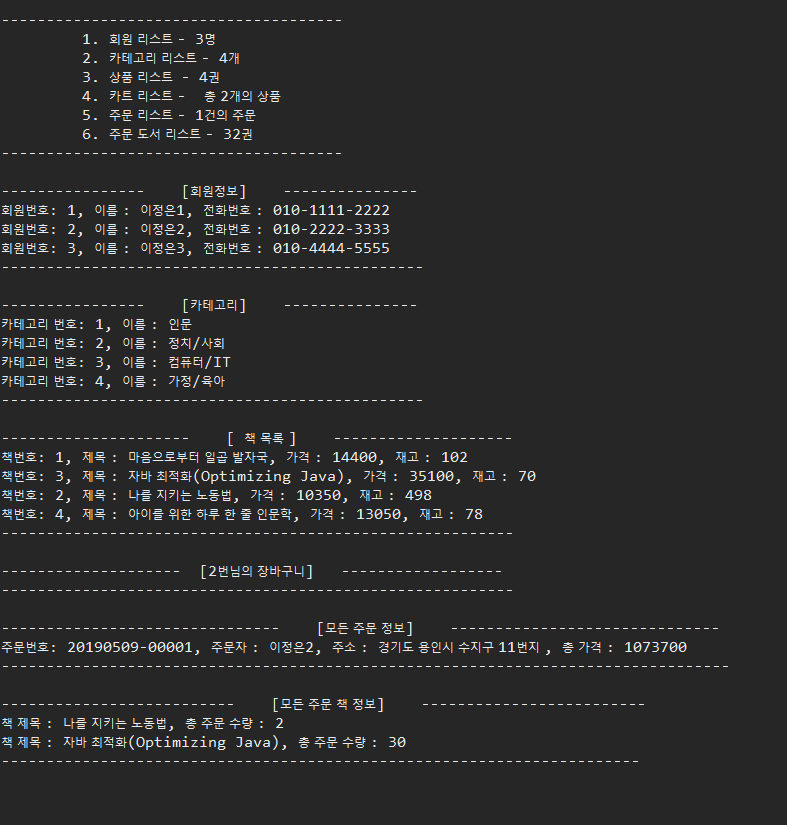 --------------------------------------
1. 회원 리스트 - 3명
2. 카테고리 리스트 - 4개
3. 상품 리스트 - 4권
4. 카트 리스트 - 총 2개의 상품
5. 주문 리스트 - 1건의 주문
6. 주문 도서 리스트 - 32권
--------------------------------------
---------------- [회원정보] ---------------
회원번호: 1, 이름 : 이정은1, 전화번호 : 010-1111-2222
회원번호: 2, 이름 : 이정은2, 전화번호 : 010-2222-3333
회원번호: 3, 이름 : 이정은3, 전화번호 : 010-4444-5555
-----------------------------------------------
---------------- [카테고리] ---------------
카테고리 번호: 1, 이름 : 인문
카테고리 번호: 2, 이름 : 정치/사회
카테고리 번호: 3, 이름 : 컴퓨터/IT
카테고리 번호: 4, 이름 : 가정/육아
-----------------------------------------------
--------------------- [ 책 목록 ] --------------------
책번호: 1, 제목 : 마음으로부터 일곱 발자국, 가격 : 14400, 재고 : 102
책번호: 3, 제목 : 자바 최적화(Optimizing Java), 가격 : 35100, 재고 : 70
책번호: 2, 제목 : 나를 지키는 노동법, 가격 : 10350, 재고 : 498
책번호: 4, 제목 : 아이를 위한 하루 한 줄 인문학, 가격 : 13050, 재고 : 78
---------------------------------------------------------
-------------------- [2번님의 장바구니] ------------------
---------------------------------------------------------
------------------------------- [모든 주문 정보] ------------------------------
주문번호: 20190509-00001, 주문자 : 이정은2, 주소 : 경기도 용인시 수지구 11번지 , 총 가격 : 1073700
---------------------------------------------------------------------------------
-------------------------- [모든 주문 책 정보] -------------------------
책 제목 : 나를 지키는 노동법, 총 주문 수량 : 2
책 제목 : 자바 최적화(Optimizing Java), 총 주문 수량 : 30
-----------------------------------------------------------------------